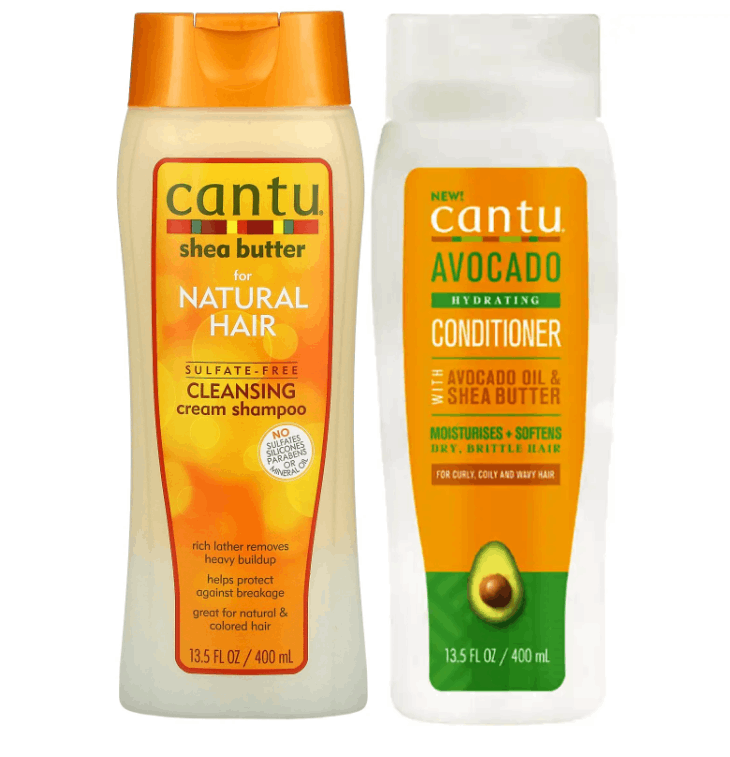 cantu.
shea butter
for
NATURAL
HAIR
SULFATE-FREE
CLEANSING
cream shampoo
NO
SULFATES
SILICONES
PARABENS
OR
MINERAL OIL
rich lather removes
heavy buildup
helps protect
against breakage
great for natural &
colored hair
13.5 FL OZ / 400 mL
NEW!
cantu.
AVOCADO
HYDRATING
CONDITIONER
WITH
AVOCADO OIL &
SHEA BUTTER
MOISTURISES + SOFTENS
DRY, BRITTLE HAIR
FOR CURLY, COILY AND WAVY HAIR
13.5 FL OZ / 400 mL